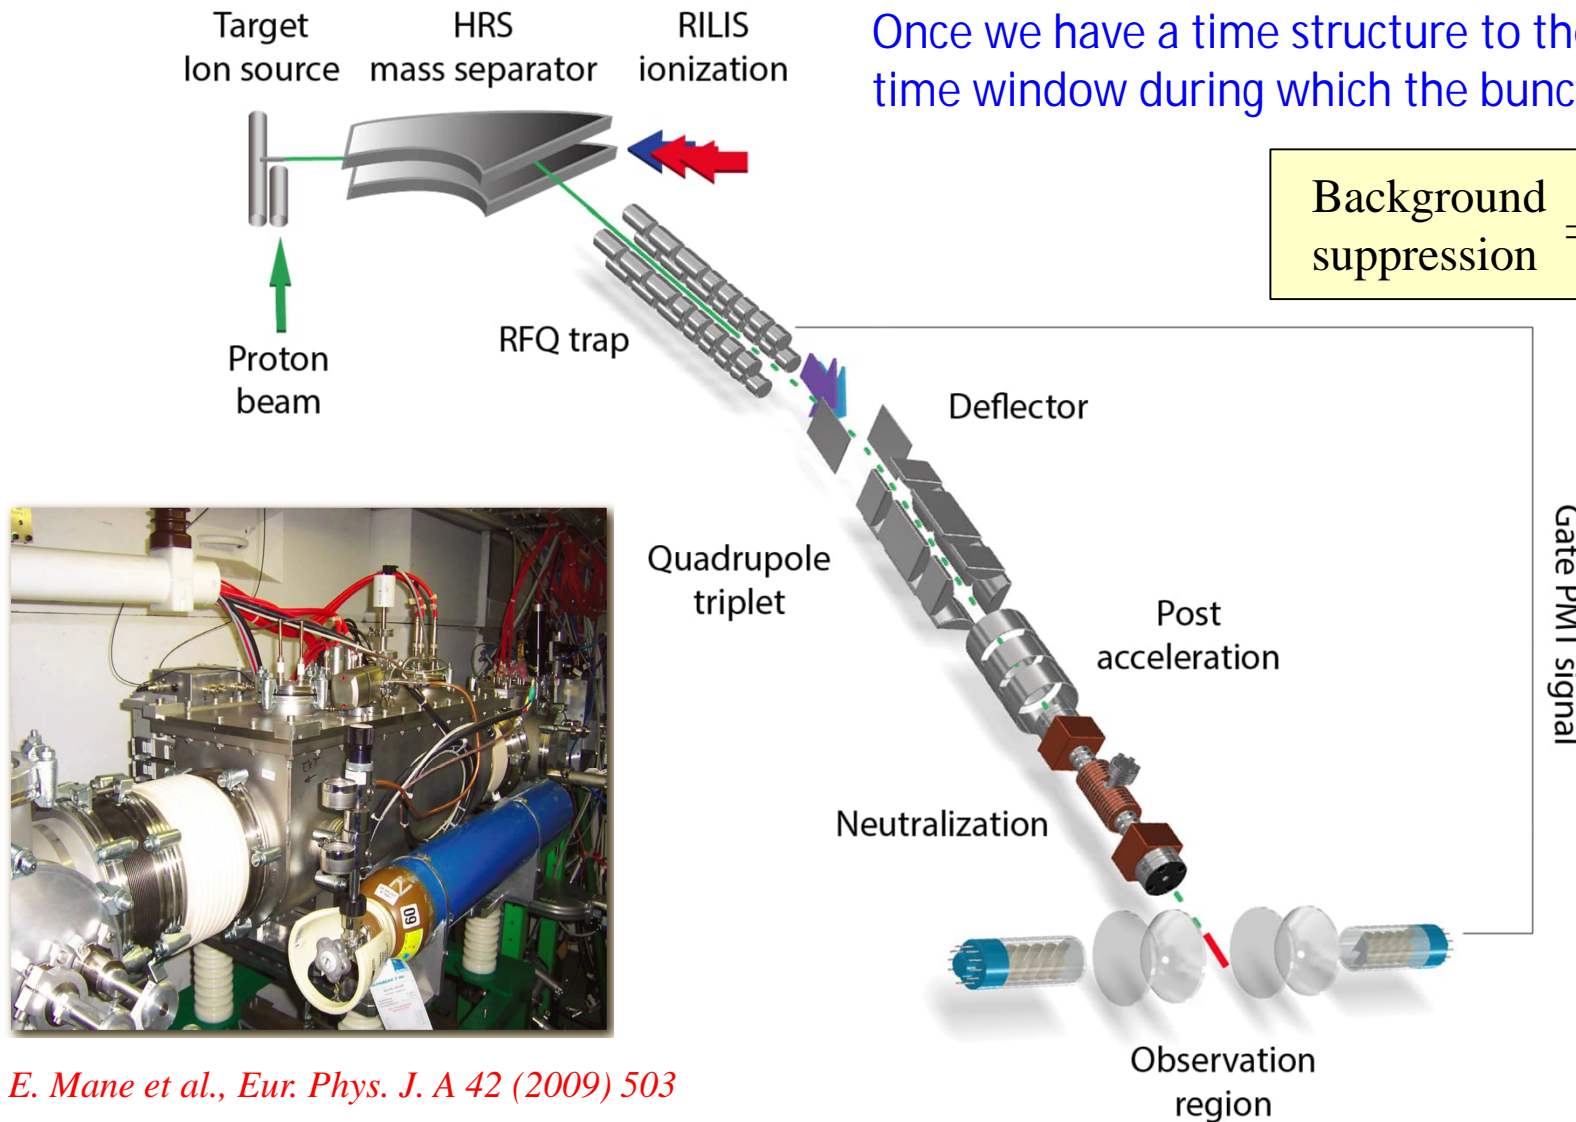 Target
Ion source
HRS
mass separator
RILIS
ionization
Once we have a time structure to the
time window during which the bunc
Background
suppression =
Proton
beam
RFQ trap
Deflector
Quadrupole
triplet
Post
acceleration
Gate PMT signal
Neutralization
Observation
region
60
E. Mane et al., Eur. Phys. J. A 42 (2009) 503